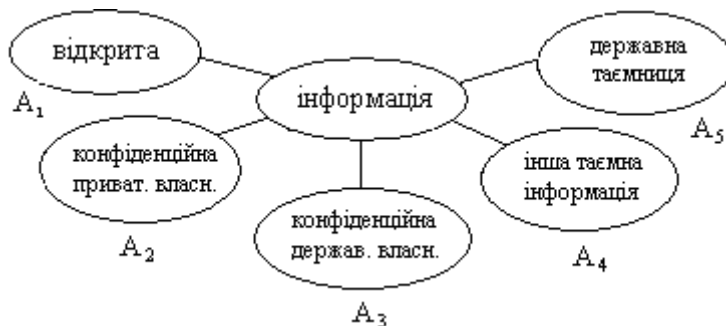 відкрита
A1
інформація
державна
таємниця
A5
конфіденційна
приват. власн.
A2
конфіденційна
держав. власн.
A3
інша таємна
інформація
A4